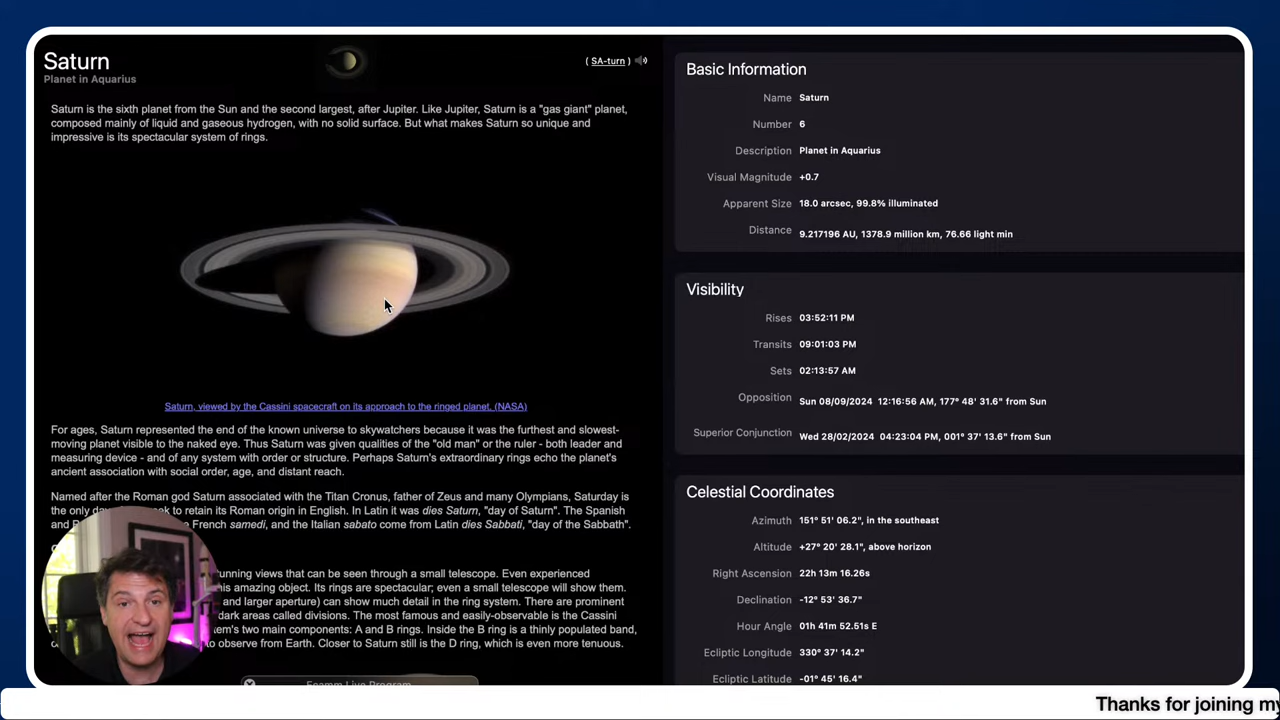 Saturn
Planet in Aquarius
( SA-turn )
Saturn is the sixth planet from the Sun and the second largest, after Jupiter. Like Jupiter, Saturn is a "gas giant" planet,
composed mainly of liquid and gaseous hydrogen, with no solid surface. But what makes Saturn so unique and
impressive is its spectacular system of rings.
Saturn, viewed by the Cassini spacecraft on its approach to the ringed planet. (NASA)
For ages, Saturn represented the end of the known universe to skywatchers because it was the furthest and slowest-
moving planet visible to the naked eye. Thus Saturn was given qualities of the "old man" or the ruler - both leader and
measuring device - and of any system with order or structure. Perhaps Saturn's extraordinary rings echo the planet's
ancient association with social order, age, and distant reach.
Named after the Roman god Saturn associated with the Titan Cronus, father of Zeus and many Olympians, Saturday is
the only day to retain its Roman origin in English. In Latin it was dies Saturn, "day of Saturn". The Spanish
and French samedi, and the Italian sabato come from Latin dies Sabbati, "day of the Sabbath".
views that can be seen through a small telescope. Even experienced
amazing object. Its rings are spectacular; even a small telescope will show them.
and larger aperture) can show much detail in the ring system. There are prominent
dark areas called divisions. The most famous and easily-observable is the Cassini
two main components: A and B rings. Inside the B ring is a thinly populated band,
to observe from Earth. Closer to Saturn still is the D ring, which is even more tenuous.
Basic Information
Name Saturn
Number 6
Description Planet in Aquarius
Visual Magnitude +0.7
Apparent Size 18.0 arcsec, 99.8% illuminated
Distance 9.217196 AU, 1378.9 million km, 76.66 light min
Visibility
Rises 03:52:11 PM
Transits 09:01:03 PM
Sets 02:13:57 AM
Opposition Sun 08/09/2024 12:16:56 AM, 177° 48' 31.6" from Sun
Superior Conjunction Wed 28/02/2024 04:23:04 PM, 001° 37' 13.6" from Sun
Celestial Coordinates
Azimuth 151° 51' 06.2", in the southeast
Altitude +27° 20' 28.1", above horizon
Right Ascension 22h 13m 16.26s
Declination -12° 53' 36.7"
Hour Angle 01h 41m 52.51s E
Ecliptic Longitude 330° 37' 14.2"
Ecliptic Latitude -01° 45' 16.4"
Thanks for joining my